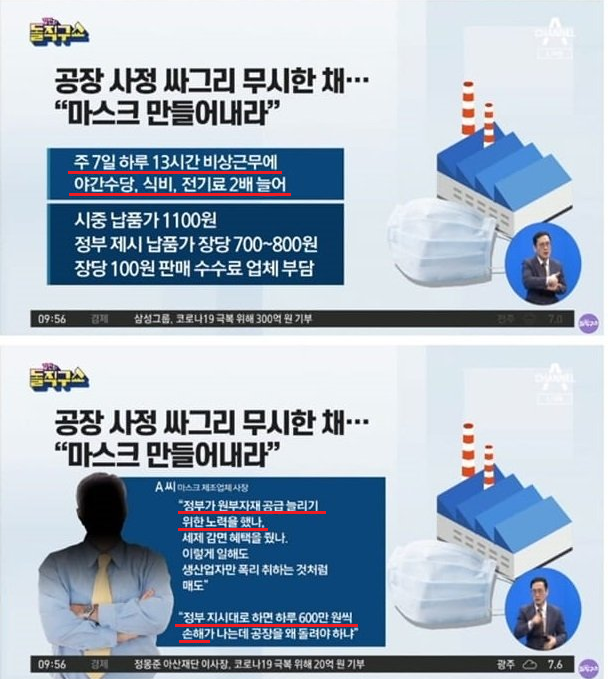 돌직구쇼
CHANNEL A
공장 사정 싸그리 무시한 채…
“마스크 만들어내라”
주 7일 하루 13시간 비상근무에
야간수당, 식비, 전기료 2배 늘어
시중 납품가 1100원
정부 제시 납품가 장당 700~800원
장당 100원 판매 수수료 업체 부담
09:56 경제 삼성그룹, 코로나19 극복 위해 300억 원 기부 전주 7.0
돌직구쇼
CHANNEL A
공장 사정 싸그리 무시한 채…
“마스크 만들어내라”
A 씨 마스크 제조업체 사장
“정부가 원부자재 공급 늘리기
위한 노력을 했나,
세제 감면 혜택을 줬나.
이렇게 일해도
생산업자만 폭리 취하는 것처럼
매도”
“정부 지시대로 하면 하루 600만 원씩
손해가 나는데 공장을 왜 돌려야 하냐”
09:56 경제 정몽준 아산재단 이사장, 코로나19 극복 위해 20억 원 기부 광주 7.6